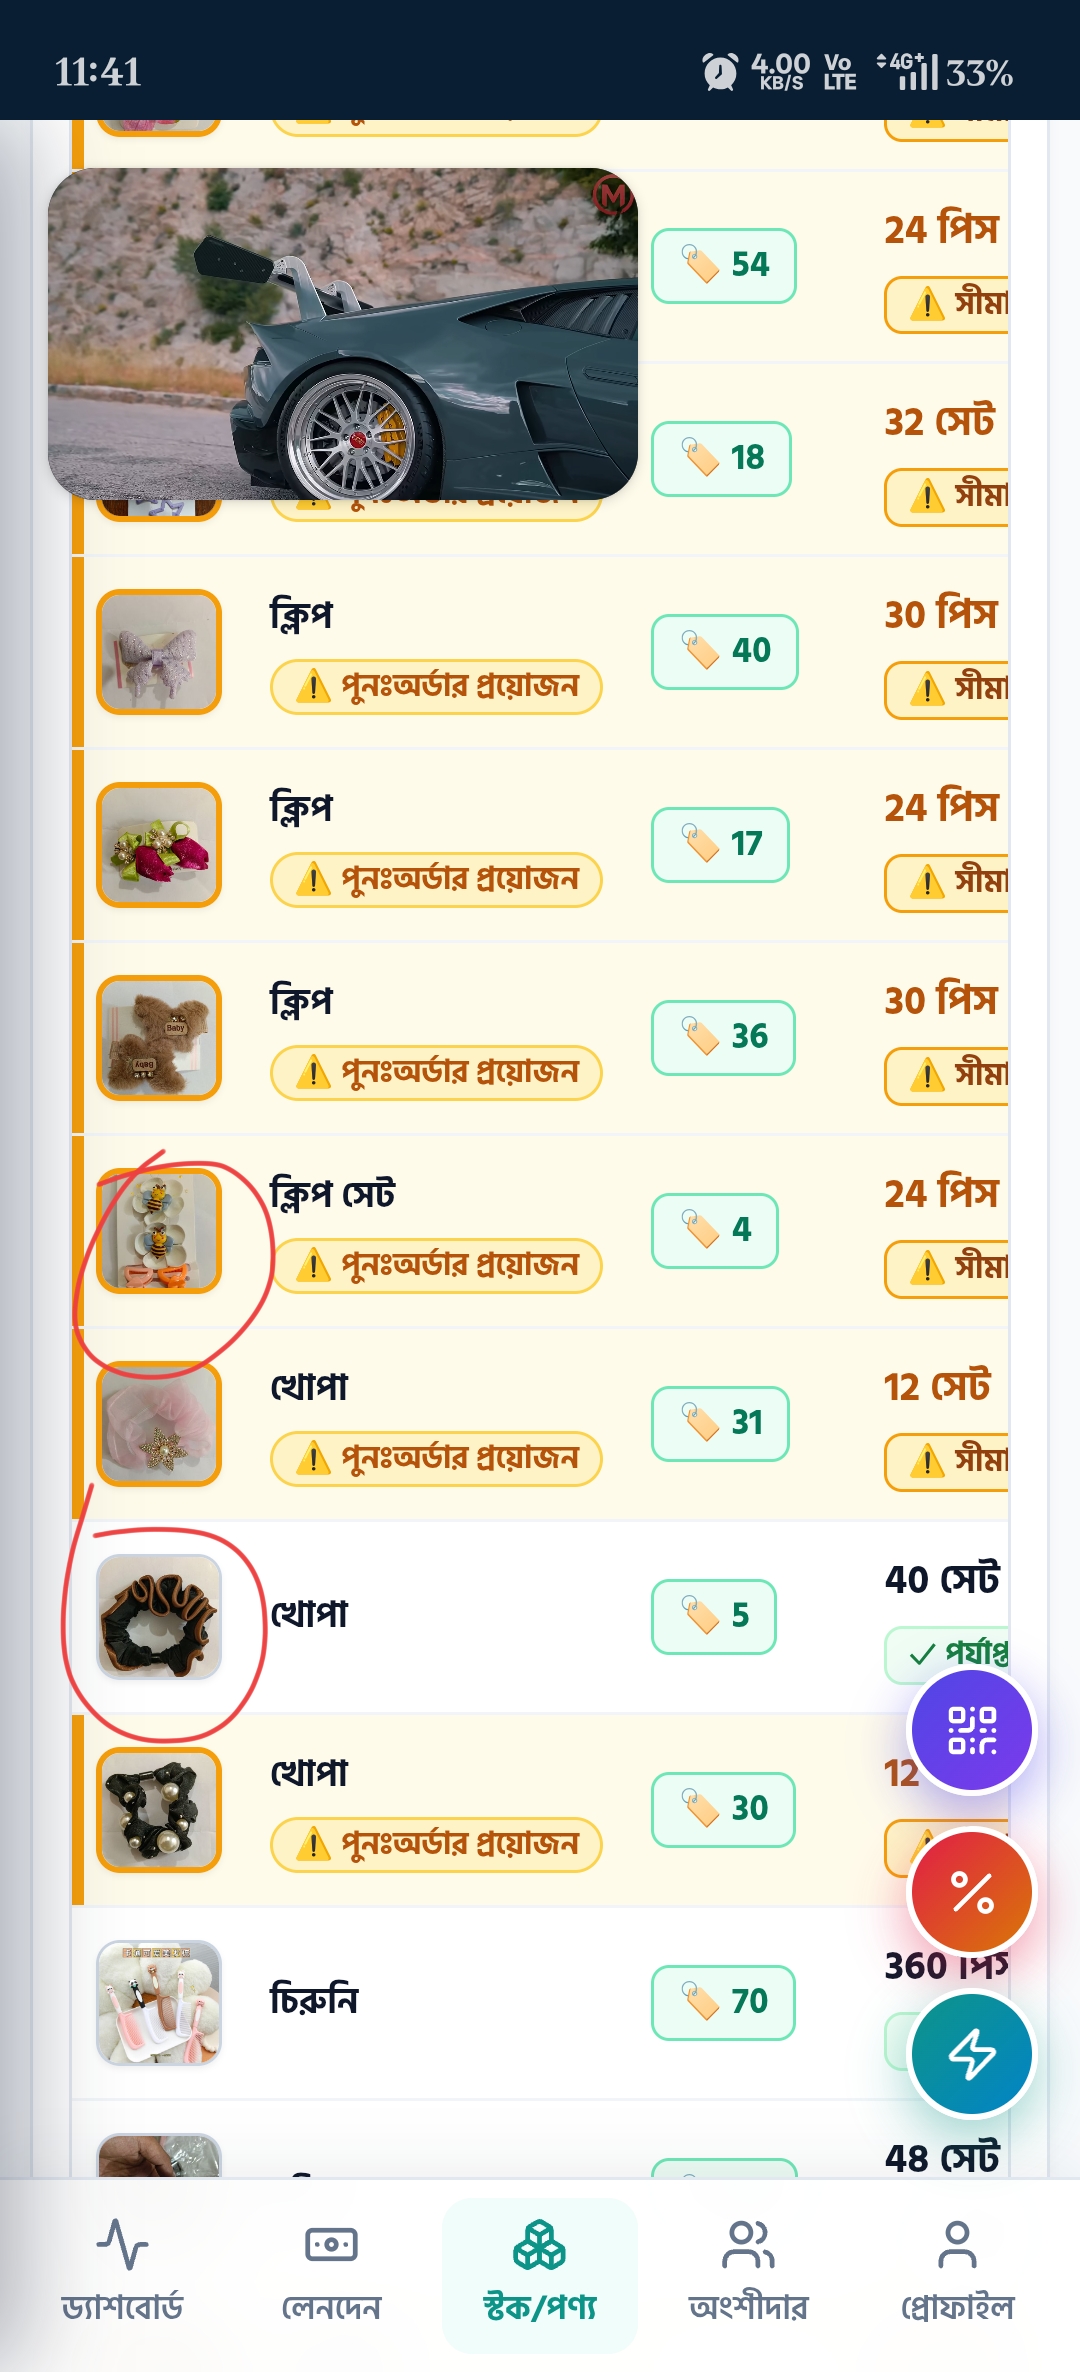 11:41
4.00 KB/S
Vo LTE
4G+
33%
M
54
24 পিস
18
32 সেট
ক্লিপ
পুনঃঅর্ডার প্রয়োজন
40
30 পিস
ক্লিপ
পুনঃঅর্ডার প্রয়োজন
17
24 পিস
ক্লিপ
পুনঃঅর্ডার প্রয়োজন
36
30 পিস
Baby
Baby
ক্লিপ সেট
পুনঃঅর্ডার প্রয়োজন
4
24 পিস
খোপা
পুনঃঅর্ডার প্রয়োজন
31
12 সেট
খোপা
5
40 সেট
খোপা
পুনঃঅর্ডার প্রয়োজন
30
12
চিরুনি
70
360 পিস
48 সেট
ড্যাশবোর্ড
লেনদেন
স্টক/পণ্য
অংশীদার
প্রোফাইল